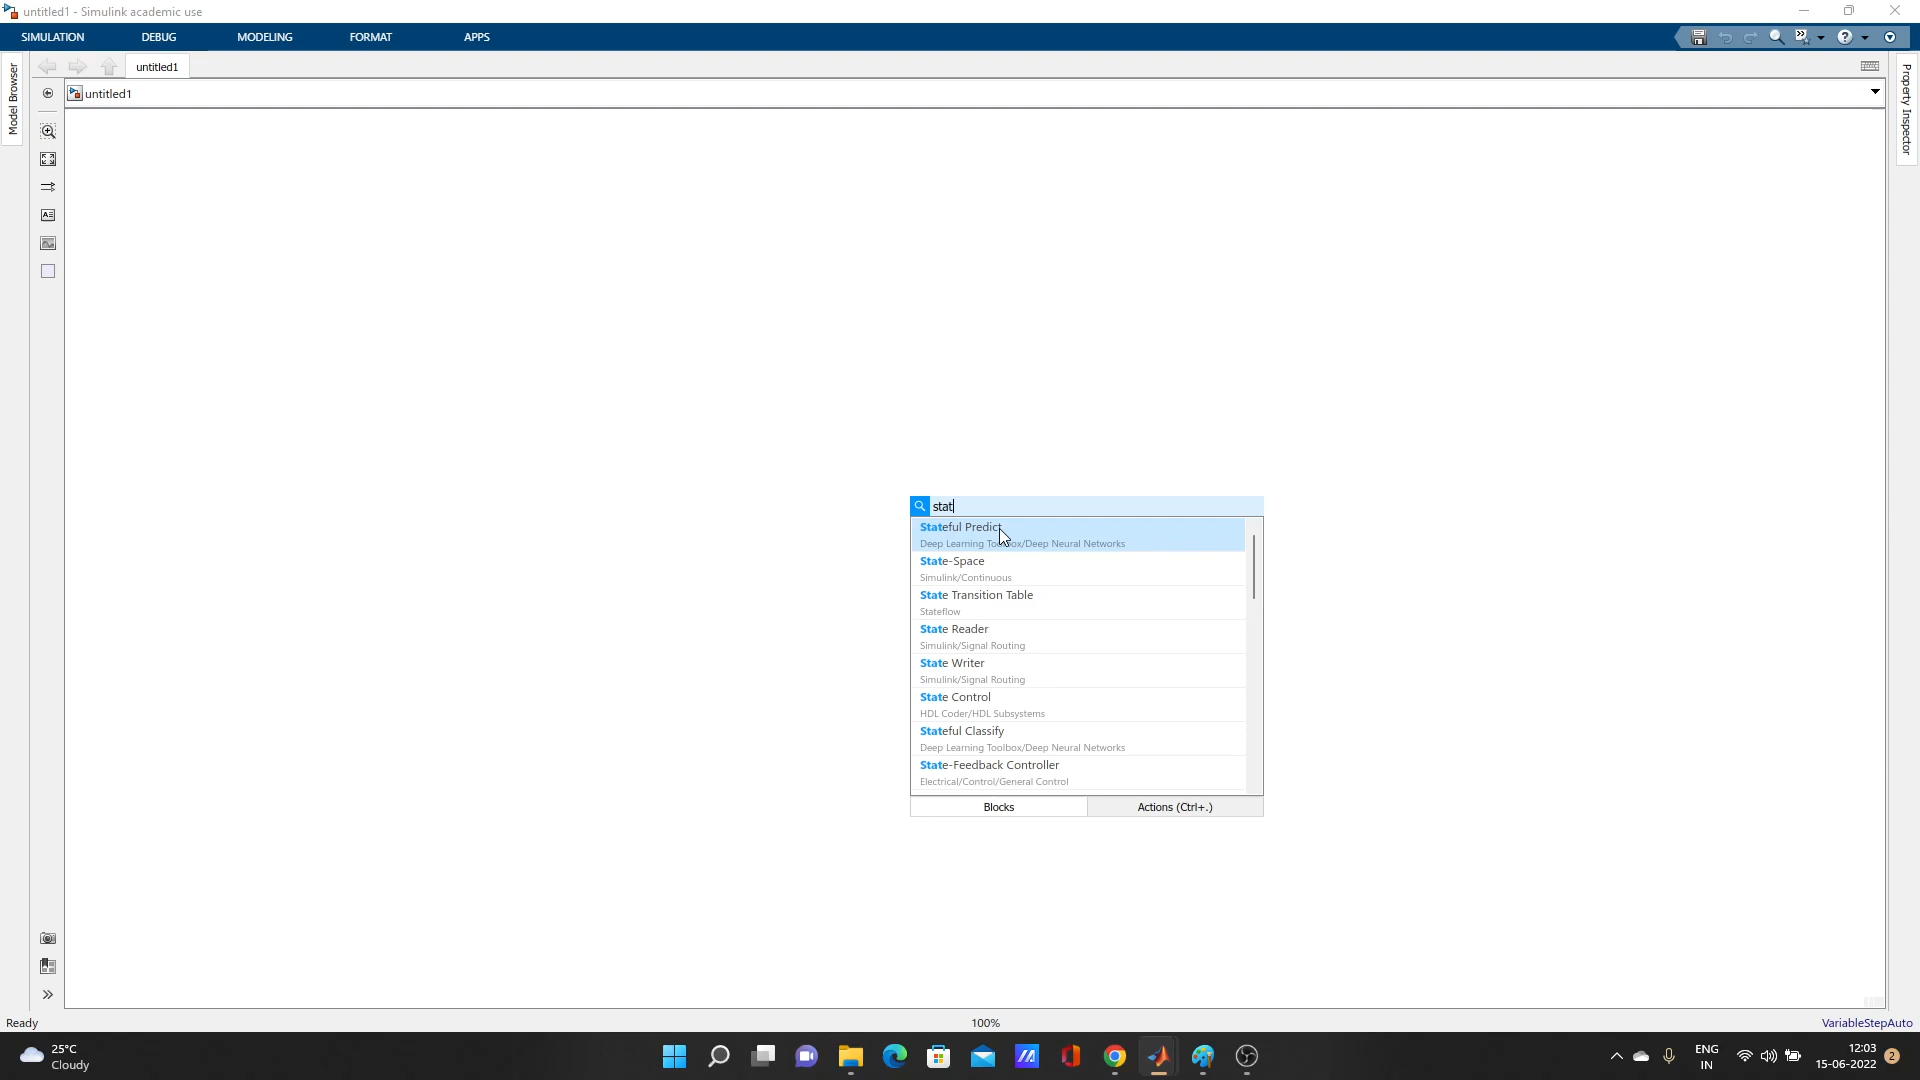 untitled1 - Simulink academic use
SIMULATION DEBUG MODELING FORMAT APPS
untitled1
untitled1
Model Browser
Property Inspector
stat
Stateful Predict
Deep Learning Toolbox/Deep Neural Networks
State-Space
Simulink/Continuous
State Transition Table
Stateflow
State Reader
Simulink/Signal Routing
State Writer
Simulink/Signal Routing
State Control
HDL Coder/HDL Subsystems
Stateful Classify
Deep Learning Toolbox/Deep Neural Networks
State-Feedback Controller
Electrical/Control/General Control
Blocks Actions (Ctrl+.)
Ready 100% VariableStepAuto
25°C
Cloudy
ENG
IN
12:03
15-06-2022
2